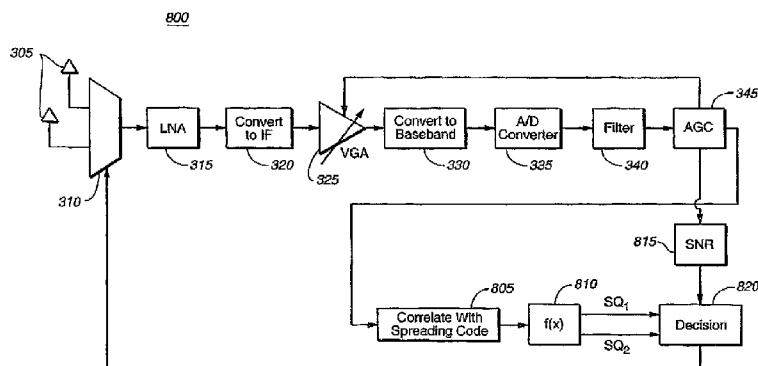 800
305
310
LNA
315
Convert
to IF
320
VGA
325
Convert to
Baseband
330
A/D
Converter
335
Filter
340
AGC
345
SNR
815
Correlate With
Spreading Code
805
f(x)
810
SQ1
SQ2
Decision
820